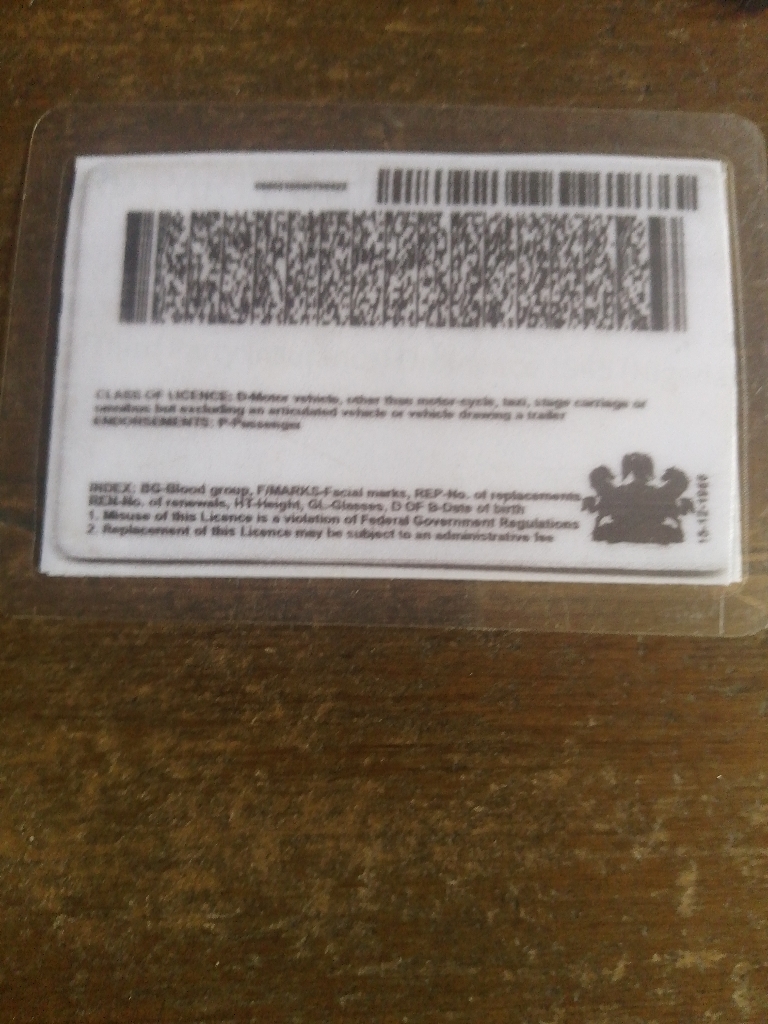 CLASS OF LICENCE: D-Motor vehicle, other than motor-cycle, taxi, stage carriage or
omnibus but excluding an articulated vehicle or vehicle drawing a trailer
ENDORSEMENTS: P-Passenger
INDEX: BG-Blood group, F/MARKS-Facial marks, REP-No. of replacements
REN-No. of renewals, HT-Height, GL-Glasses, D OF B-Date of birth
1. Misuse of this Licence is a violation of Federal Government Regulations
2. Replacement of this Licence may be subject to an administrative fee